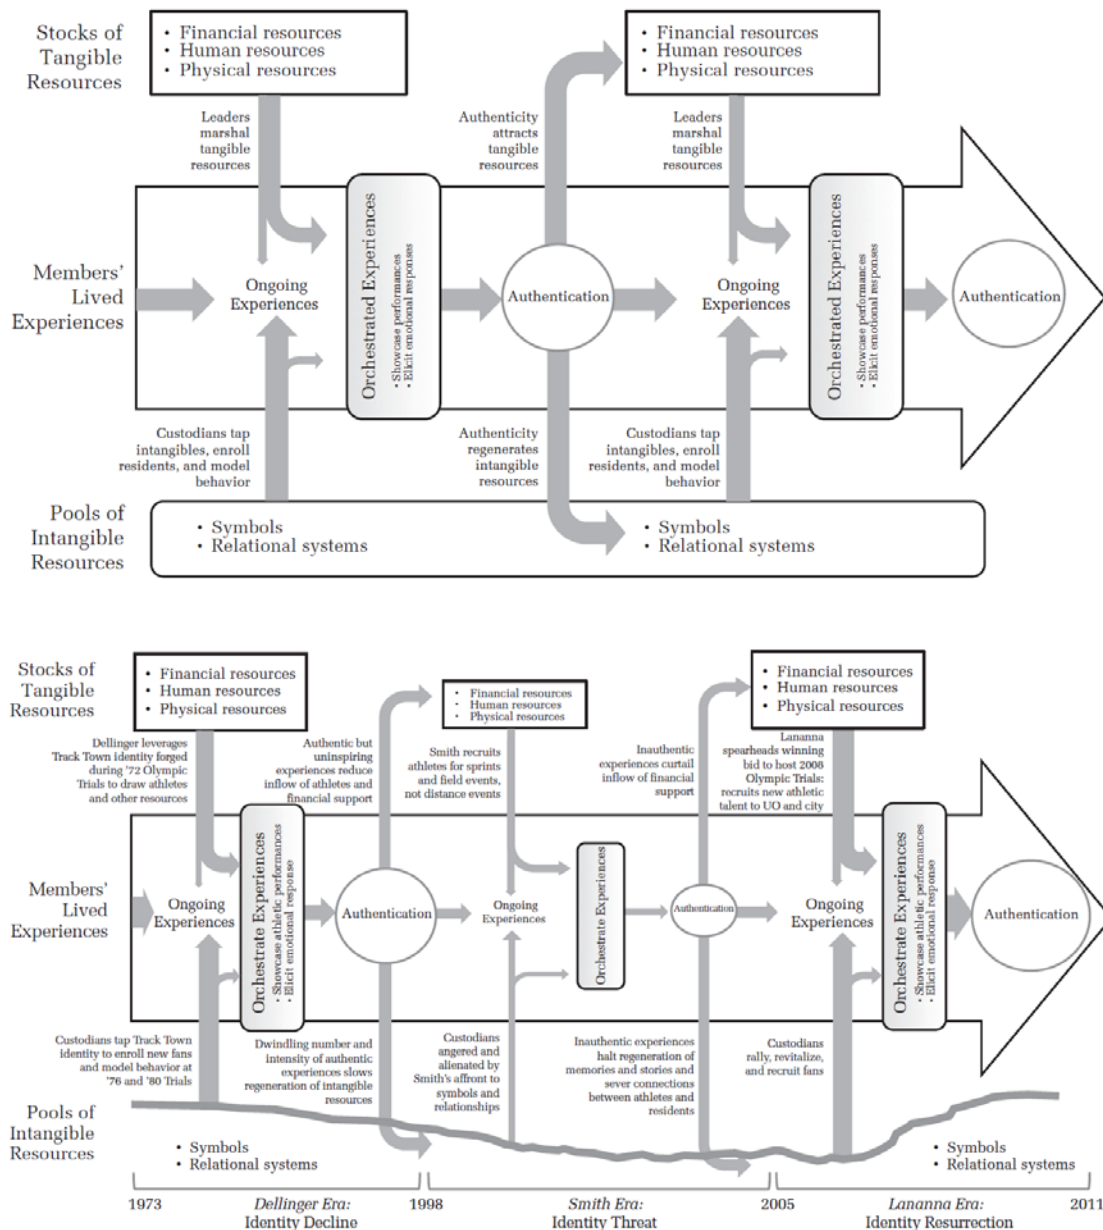 Stocks of
Tangible
Resources
• Financial resources
• Human resources
• Physical resources
• Financial resources
• Human resources
• Physical resources
Leaders
marshal
tangible
resources
Authenticity
attracts
tangible
resources
Leaders
marshal
tangible
resources
Members'
Lived
Experiences
Ongoing
Experiences
Orchestrated Experiences
• Showcase performances
• Elicit emotional responses
Authentication
Ongoing
Experiences
Orchestrated Experiences
• Showcase performances
• Elicit emotional responses
Authentication
Custodians tap
intangibles, enroll
residents, and model
behavior
Authenticity
regenerates
intangible
resources
Custodians tap
intangibles, enroll
residents, and model
behavior
Pools of
Intangible
Resources
• Symbols
• Relational systems
• Symbols
• Relational systems
Stocks of
Tangible
Resources
• Financial resources
• Human resources
• Physical resources
• Financial resources
• Human resources
• Physical resources
• Financial resources
• Human resources
• Physical resources
Dellinger leverages
Track Town identity forged
during '72 Olympic
Trials to draw athletes
and other resources
Authentic but
uninspiring
experiences reduce
inflow of athletes and
financial support
Smith recruits
athletes for sprints
and field events,
not distance events
Inauthentic
experiences curtail
inflow of financial
support
Lananna
spearheads winning
bid to host 2008
Olympic Trials:
recruits new athletic
talent to UO and city
Members'
Lived
Experiences
Ongoing
Experiences
Orchestrate Experiences
• Showcase athletic performances
• Elicit emotional response
Authentication
Ongoing
Experiences
Orchestrate Experiences
Authentication
Ongoing
Experiences
Orchestrate Experiences
• Showcase athletic performances
• Elicit emotional response
Authentication
Custodians tap Track Town
identity to enroll new fans
and model behavior at
'76 and '80 Trials
Dwindling number and
intensity of authentic
experiences slows
regeneration of intangible
resources
Custodians
angered and
alienated by
Smith's affront to
symbols and
relationships
Inauthentic experiences
halt regeneration of
memories and stories and
sever connections
between athletes and
residents
Custodians
rally, revitalize,
and recruit fans
Pools of
Intangible
Resources
• Symbols
• Relational systems
• Symbols
• Relational systems
1973
Dellinger Era:
Identity Decline
1998
Smith Era:
Identity Threat
2005
Lananna Era:
Identity Resurrection
2011